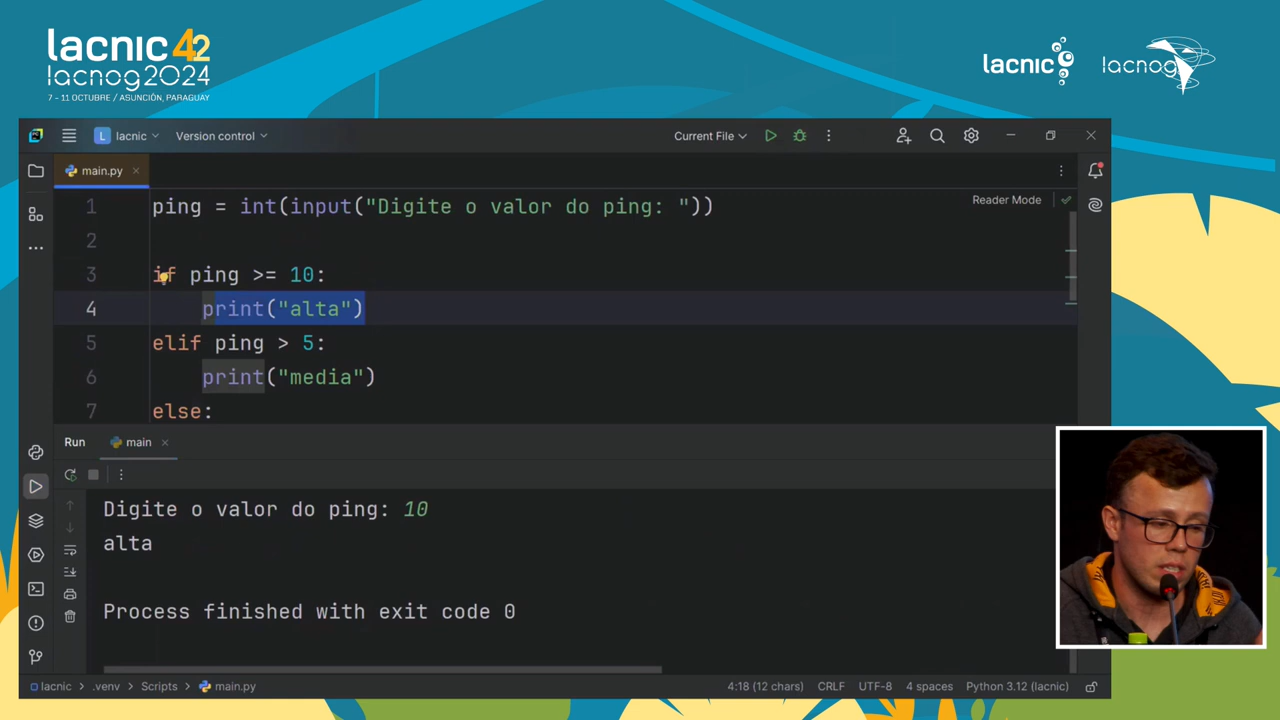 lacnic 42
lacnog2024
7 - 11 OCTUBRE / ASUNCIÓN, PARAGUAY
lacnic
lacnog
L lacnic
Version control
Current File
main.py
Reader Mode
1 ping = int(input("Digite o valor do ping: "))
2
3 if ping >= 10:
4 print("alta")
5 elif ping > 5:
6 print("media")
7 else:
Run
main
Digite o valor do ping: 10
alta
Process finished with exit code 0
lacnic > .venv > Scripts > main.py
4:18 (12 chars) CRLF UTF-8 4 spaces Python 3.12 (lacnic)